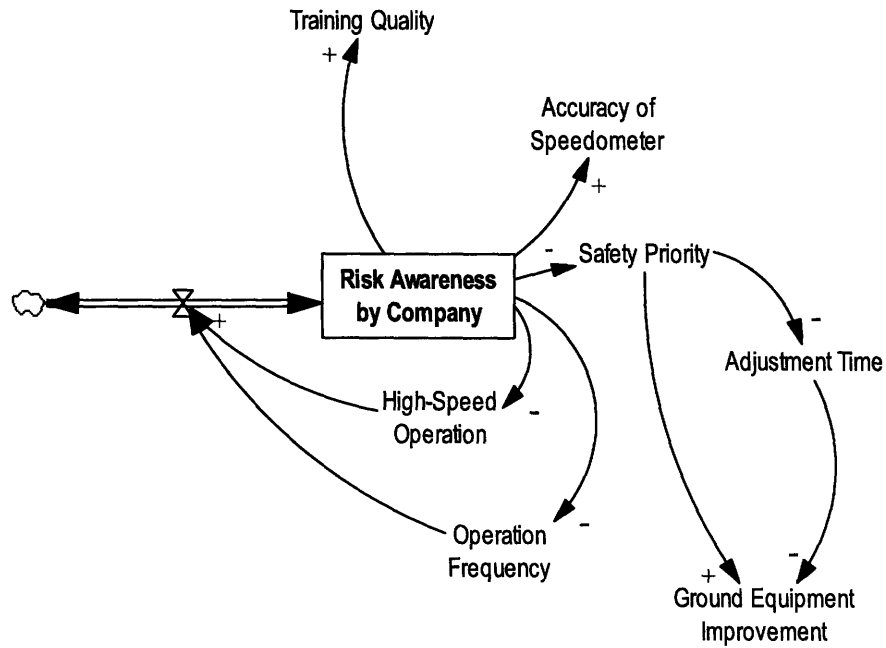 Training Quality
+
Accuracy of
Speedometer
+
-
Safety Priority
Risk Awareness
by Company
+
-
Adjustment Time
High-Speed
Operation
-
Operation
Frequency
-
-
+
Ground Equipment
Improvement